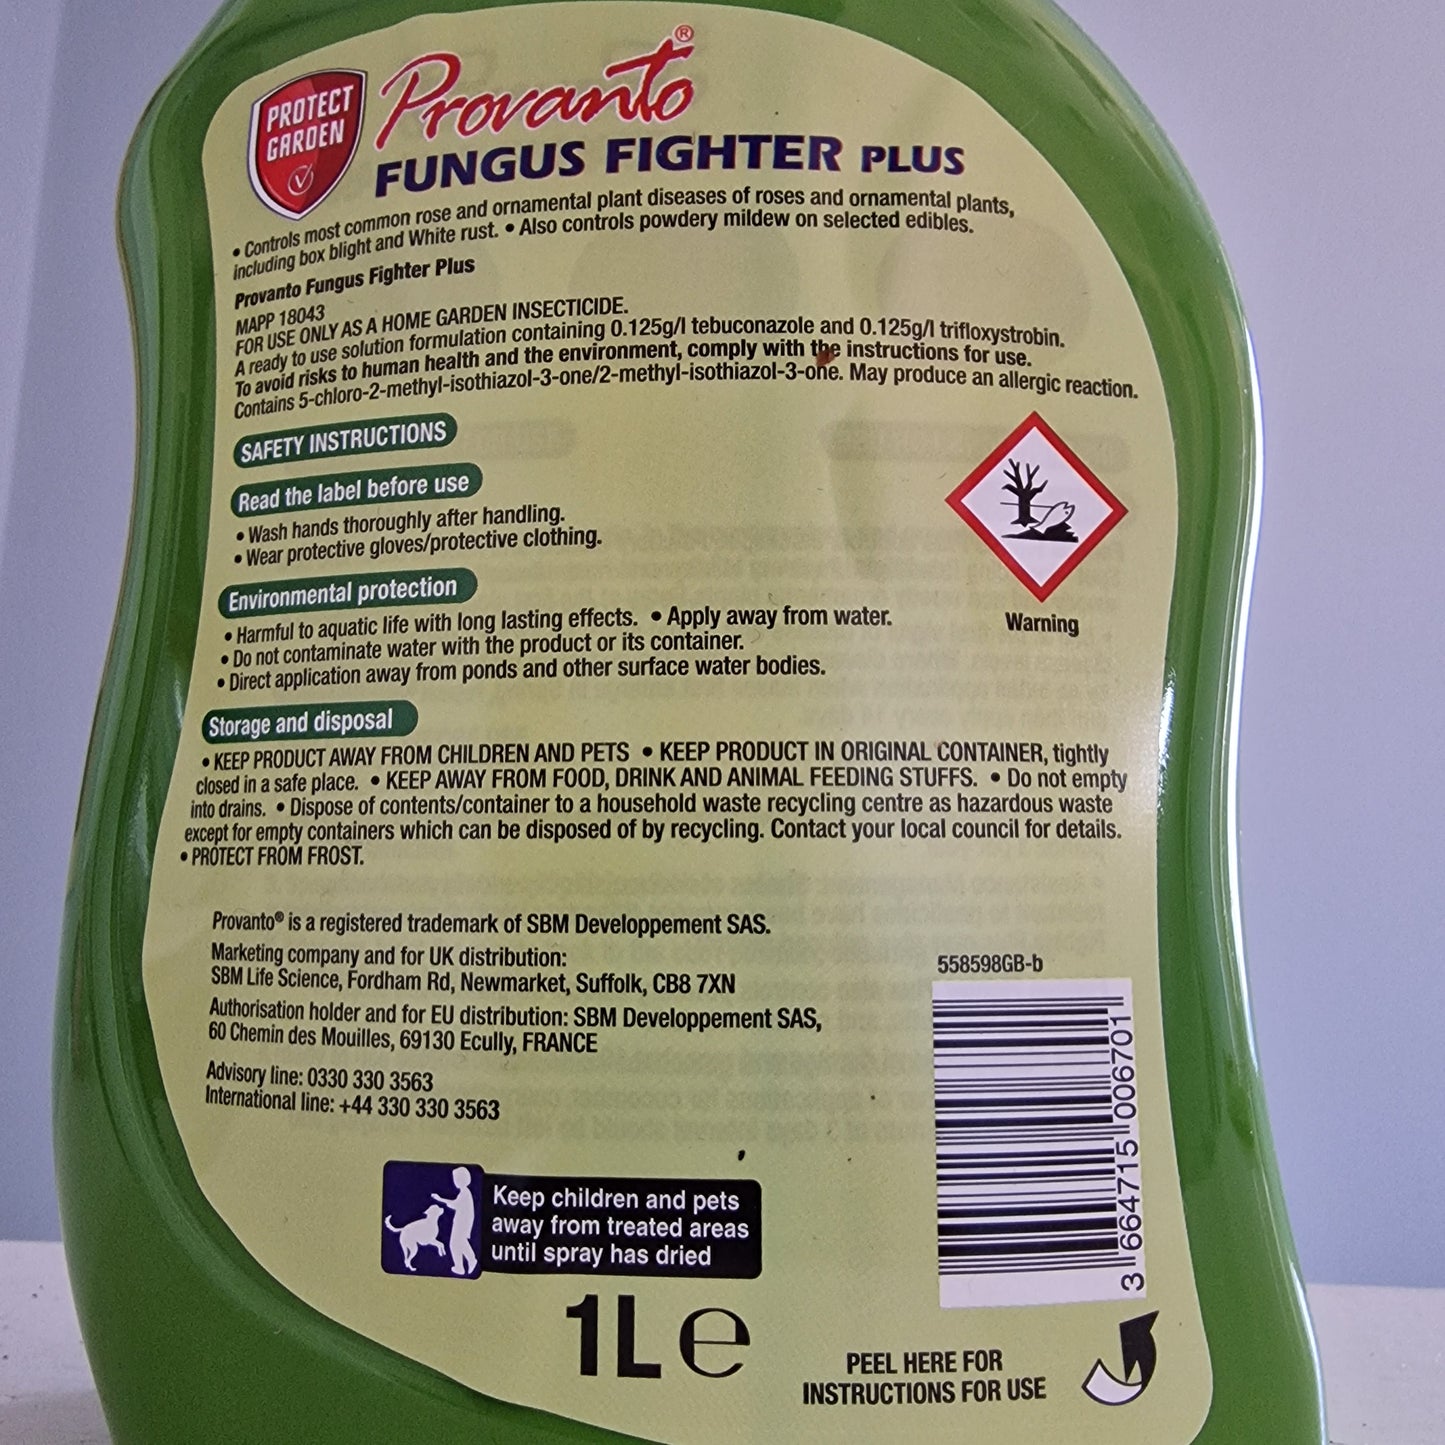 PROTECT
GARDEN
Provanto®
FUNGUS FIGHTER PLUS
• Controls most common rose and ornamental plant diseases of roses and ornamental plants,
including box blight and White rust. • Also controls powdery mildew on selected edibles.
Provanto Fungus Fighter Plus
MAPP 18043
FOR USE ONLY AS A HOME GARDEN INSECTICIDE.
A ready to use solution formulation containing 0.125g/l tebuconazole and 0.125g/l trifloxystrobin.
To avoid risks to human health and the environment, comply with the instructions for use.
Contains 5-chloro-2-methyl-isothiazol-3-one/2-methyl-isothiazol-3-one. May produce an allergic reaction.
SAFETY INSTRUCTIONS
Read the label before use
• Wash hands thoroughly after handling.
• Wear protective gloves/protective clothing.
Environmental protection
• Harmful to aquatic life with long lasting effects. • Apply away from water.
• Do not contaminate water with the product or its container.
• Direct application away from ponds and other surface water bodies.
Warning
Storage and disposal
• KEEP PRODUCT AWAY FROM CHILDREN AND PETS • KEEP PRODUCT IN ORIGINAL CONTAINER, tightly
closed in a safe place. • KEEP AWAY FROM FOOD, DRINK AND ANIMAL FEEDING STUFFS. • Do not empty
into drains. • Dispose of contents/container to a household waste recycling centre as hazardous waste
except for empty containers which can be disposed of by recycling. Contact your local council for details.
• PROTECT FROM FROST.
Provanto® is a registered trademark of SBM Developpement SAS.
Marketing company and for UK distribution:
SBM Life Science, Fordham Rd, Newmarket, Suffolk, CB8 7XN
Authorisation holder and for EU distribution: SBM Developpement SAS,
60 Chemin des Mouilles, 69130 Ecully, FRANCE
Advisory line: 0330 330 3563
International line: +44 330 330 3563
558598GB-b
3 664715 006701
Keep children and pets
away from treated areas
until spray has dried
1L e
PEEL HERE FOR
INSTRUCTIONS FOR USE